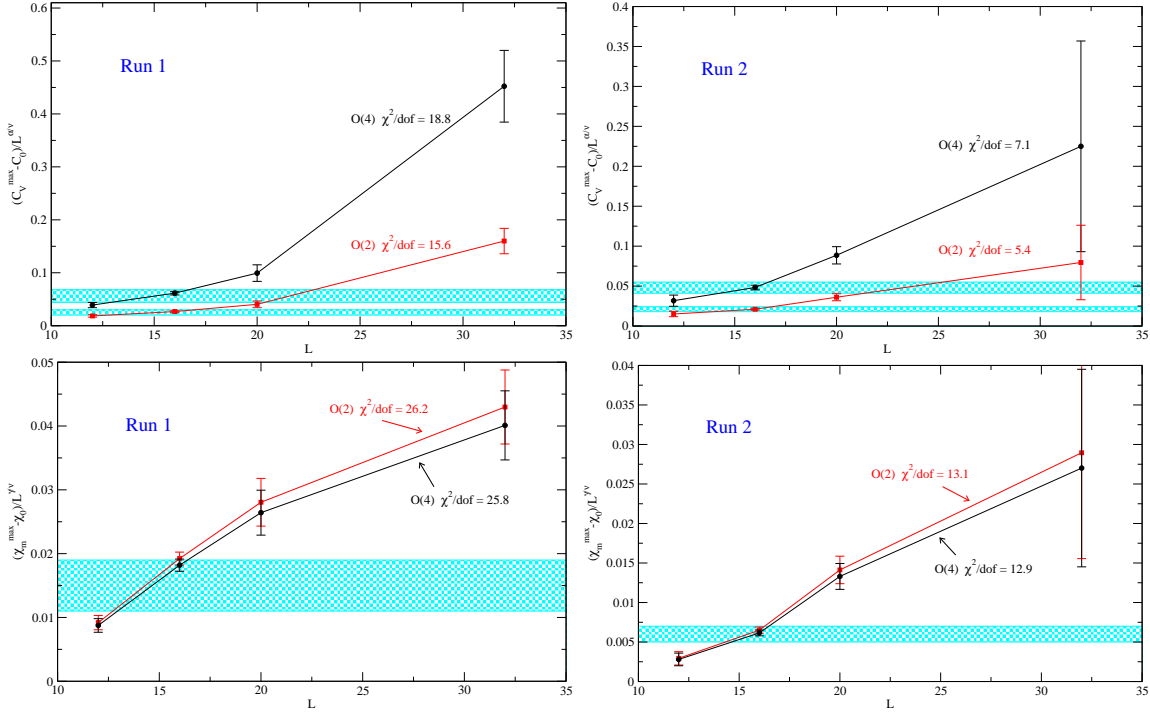 Run 1
O(4) χ²/dof = 18.8
O(2) χ²/dof = 15.6
(C_V^max-C_0)/L^α/ν
0.6
0.5
0.4
0.3
0.2
0.1
0
10 15 20 25 30 35
L
Run 2
O(4) χ²/dof = 7.1
O(2) χ²/dof = 5.4
(C_V^max-C_0)/L^α/ν
0.4
0.35
0.3
0.25
0.2
0.15
0.1
0.05
0
10 15 20 25 30 35
L
Run 1
O(2) χ²/dof = 26.2
O(4) χ²/dof = 25.8
(χ_m^max-χ_0)/L^γ/ν
0.05
0.04
0.03
0.02
0.01
0
10 15 20 25 30 35
L
Run 2
O(2) χ²/dof = 13.1
O(4) χ²/dof = 12.9
(χ_m^max-χ_0)/L^γ/ν
0.04
0.035
0.03
0.025
0.02
0.015
0.01
0.005
0
10 15 20 25 30 35
L